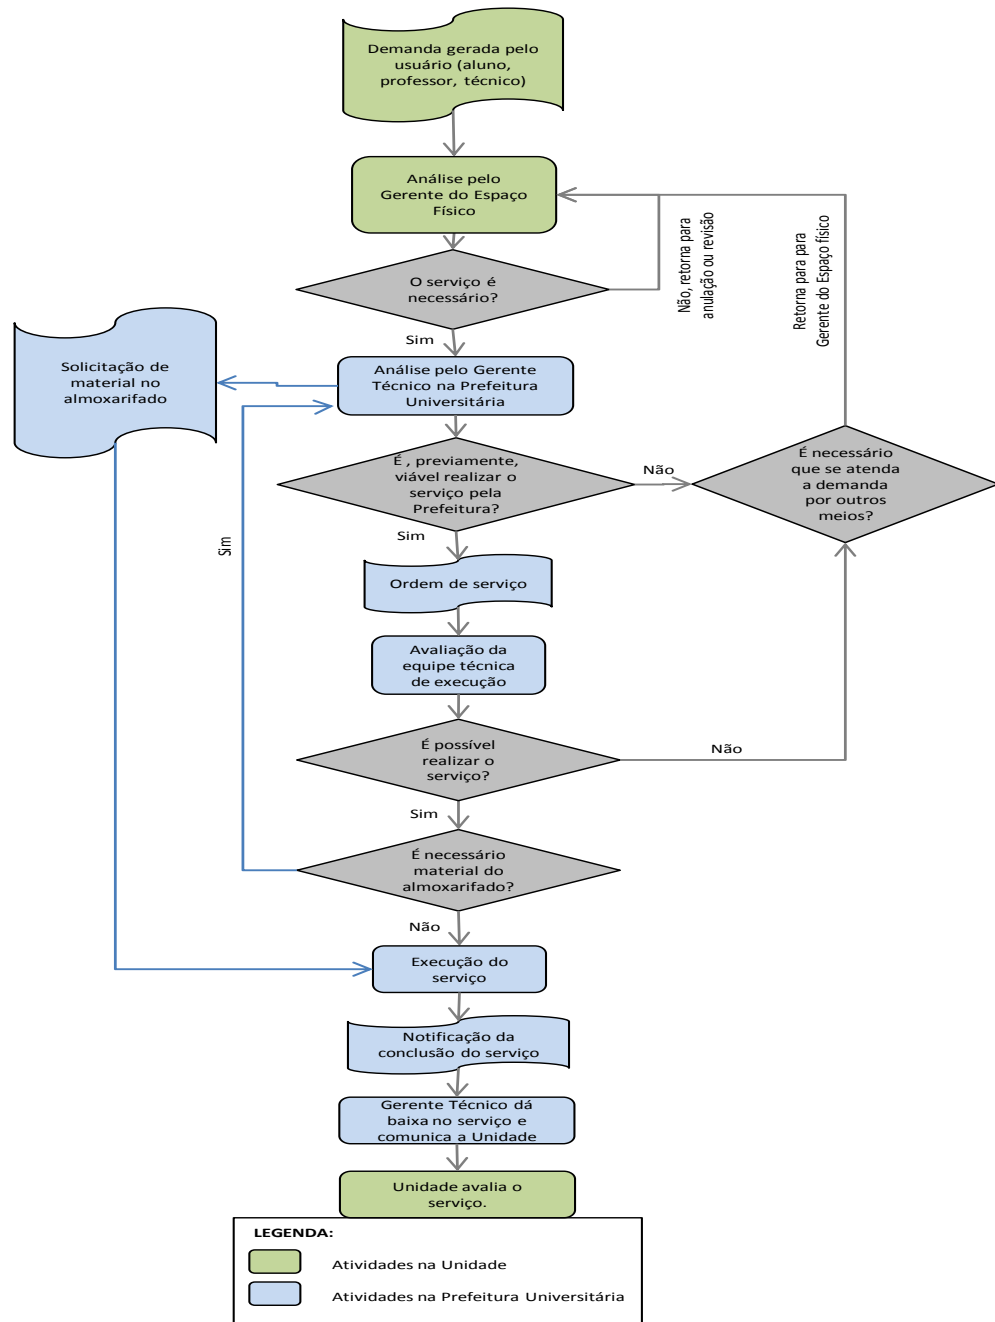 Demanda gerada pelo
usuário (aluno,
professor, técnico)
Análise pelo
Gerente do Espaço
Físico
Não, retorna para
anulação ou revisão
Retorna para para
Gerente do Espaço físico
O serviço é
necessário?
Sim
Solicitação de
material no
almoxarifado
Análise pelo Gerente
Técnico na Prefeitura
Universitária
É , previamente,
viável realizar o
serviço pela
Prefeitura?
Não
É necessário
que se atenda
a demanda
por outros
meios?
Sim
Sim
Ordem de serviço
Avaliação da
equipe técnica
de execução
É possível
realizar o
serviço?
Não
Sim
É necessário
material do
almoxarifado?
Não
Execução do
serviço
Notificação da
conclusão do serviço
Gerente Técnico dá
baixa no serviço e
comunica a Unidade
Unidade avalia o
serviço.
LEGENDA:
Atividades na Unidade
Atividades na Prefeitura Universitária